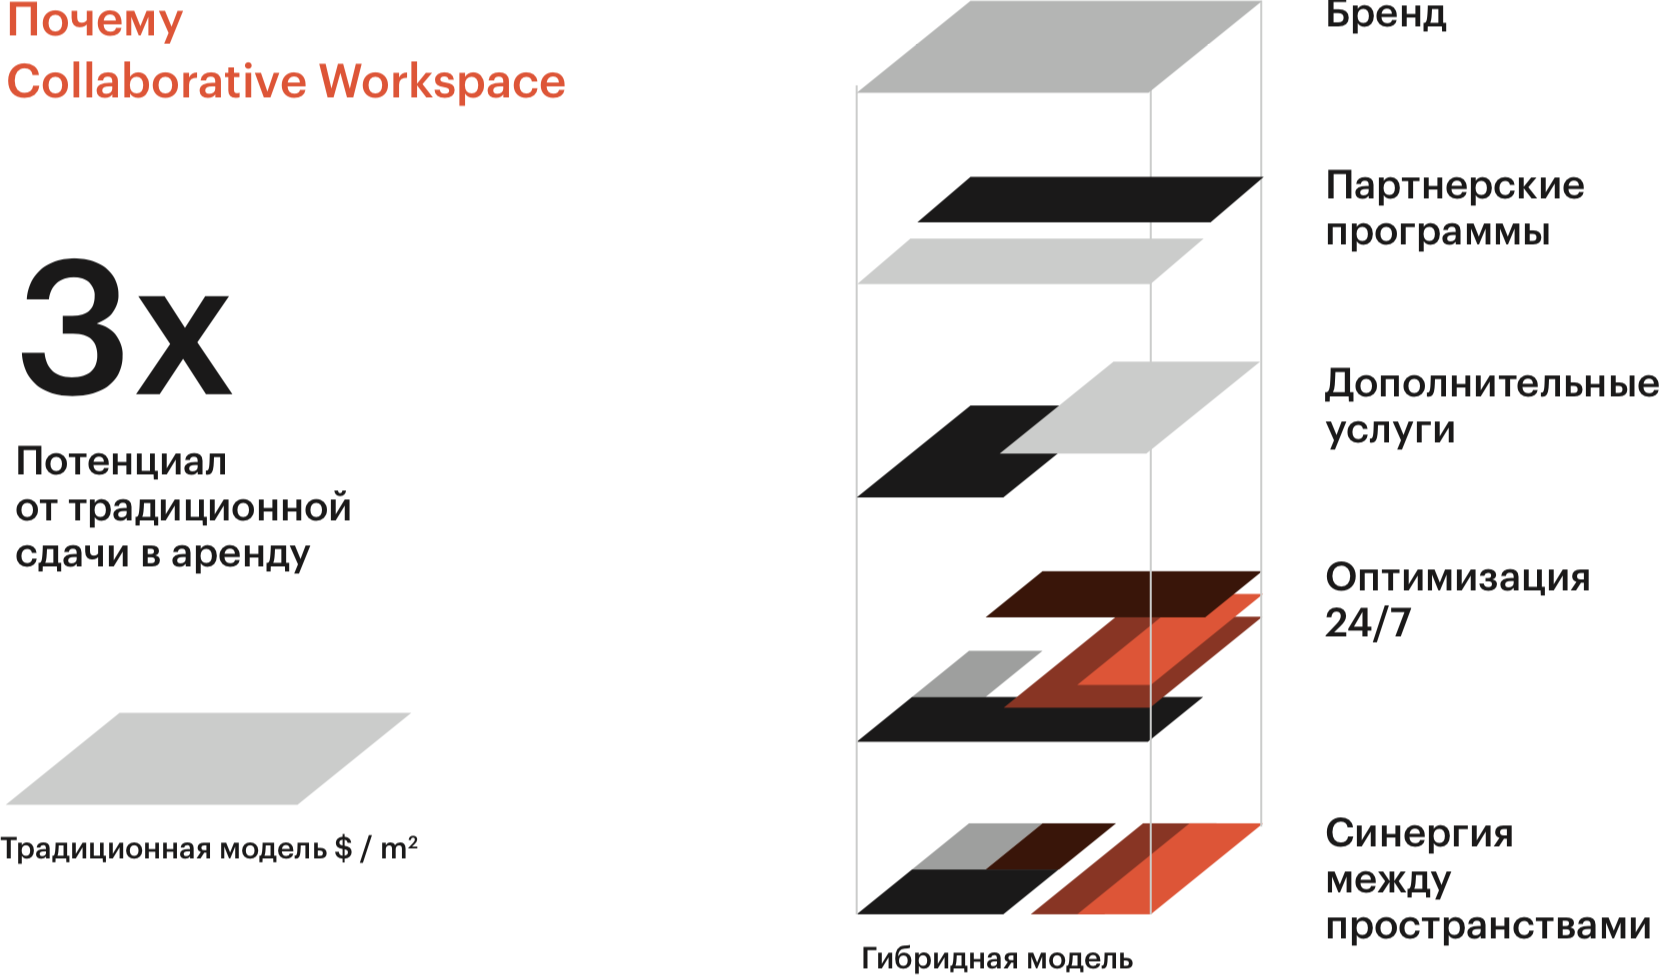 Почему
Collaborative Workspace
3x
Потенциал
от традиционной
сдачи в аренду
Традиционная модель $ / m²
Бренд
Партнерские
программы
Дополнительные
услуги
Оптимизация
24/7
Синергия
между
пространствами
Гибридная модель